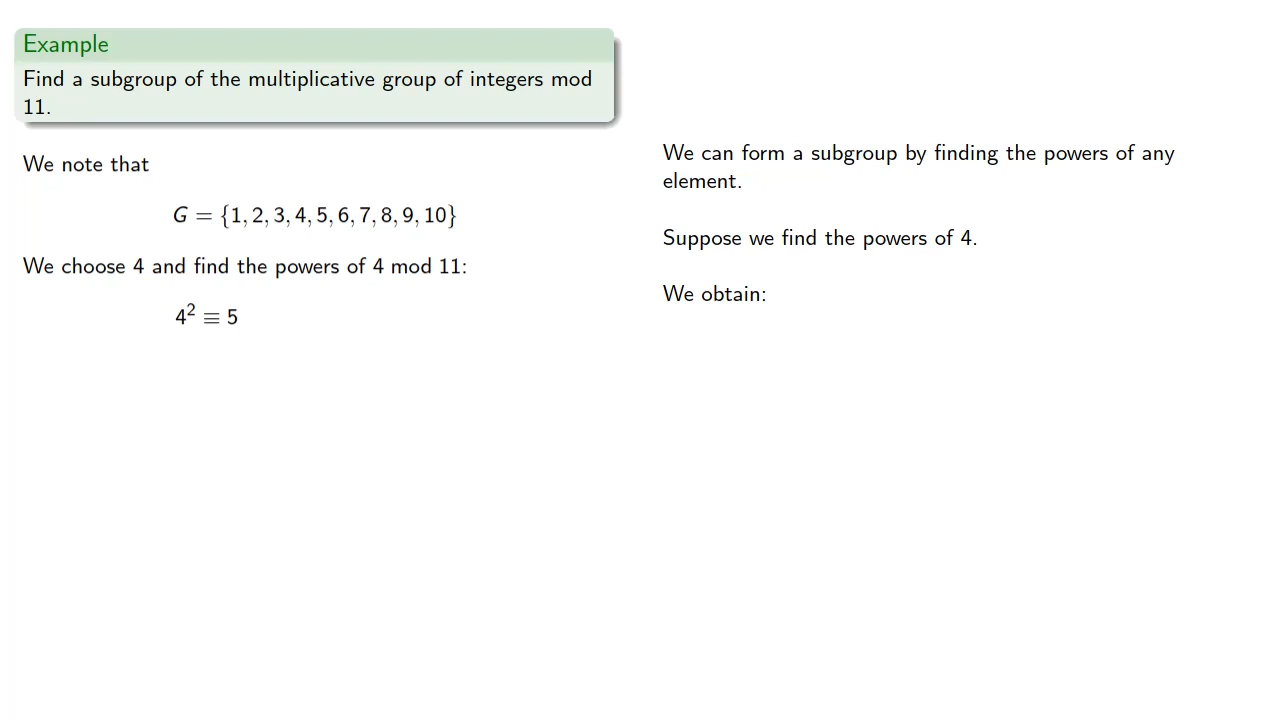 Example
Find a subgroup of the multiplicative group of integers mod
11.
We note that
G = {1, 2, 3, 4, 5, 6, 7, 8, 9, 10}
We choose 4 and find the powers of 4 mod 11:
4² ≡ 5
We can form a subgroup by finding the powers of any
element.
Suppose we find the powers of 4.
We obtain: